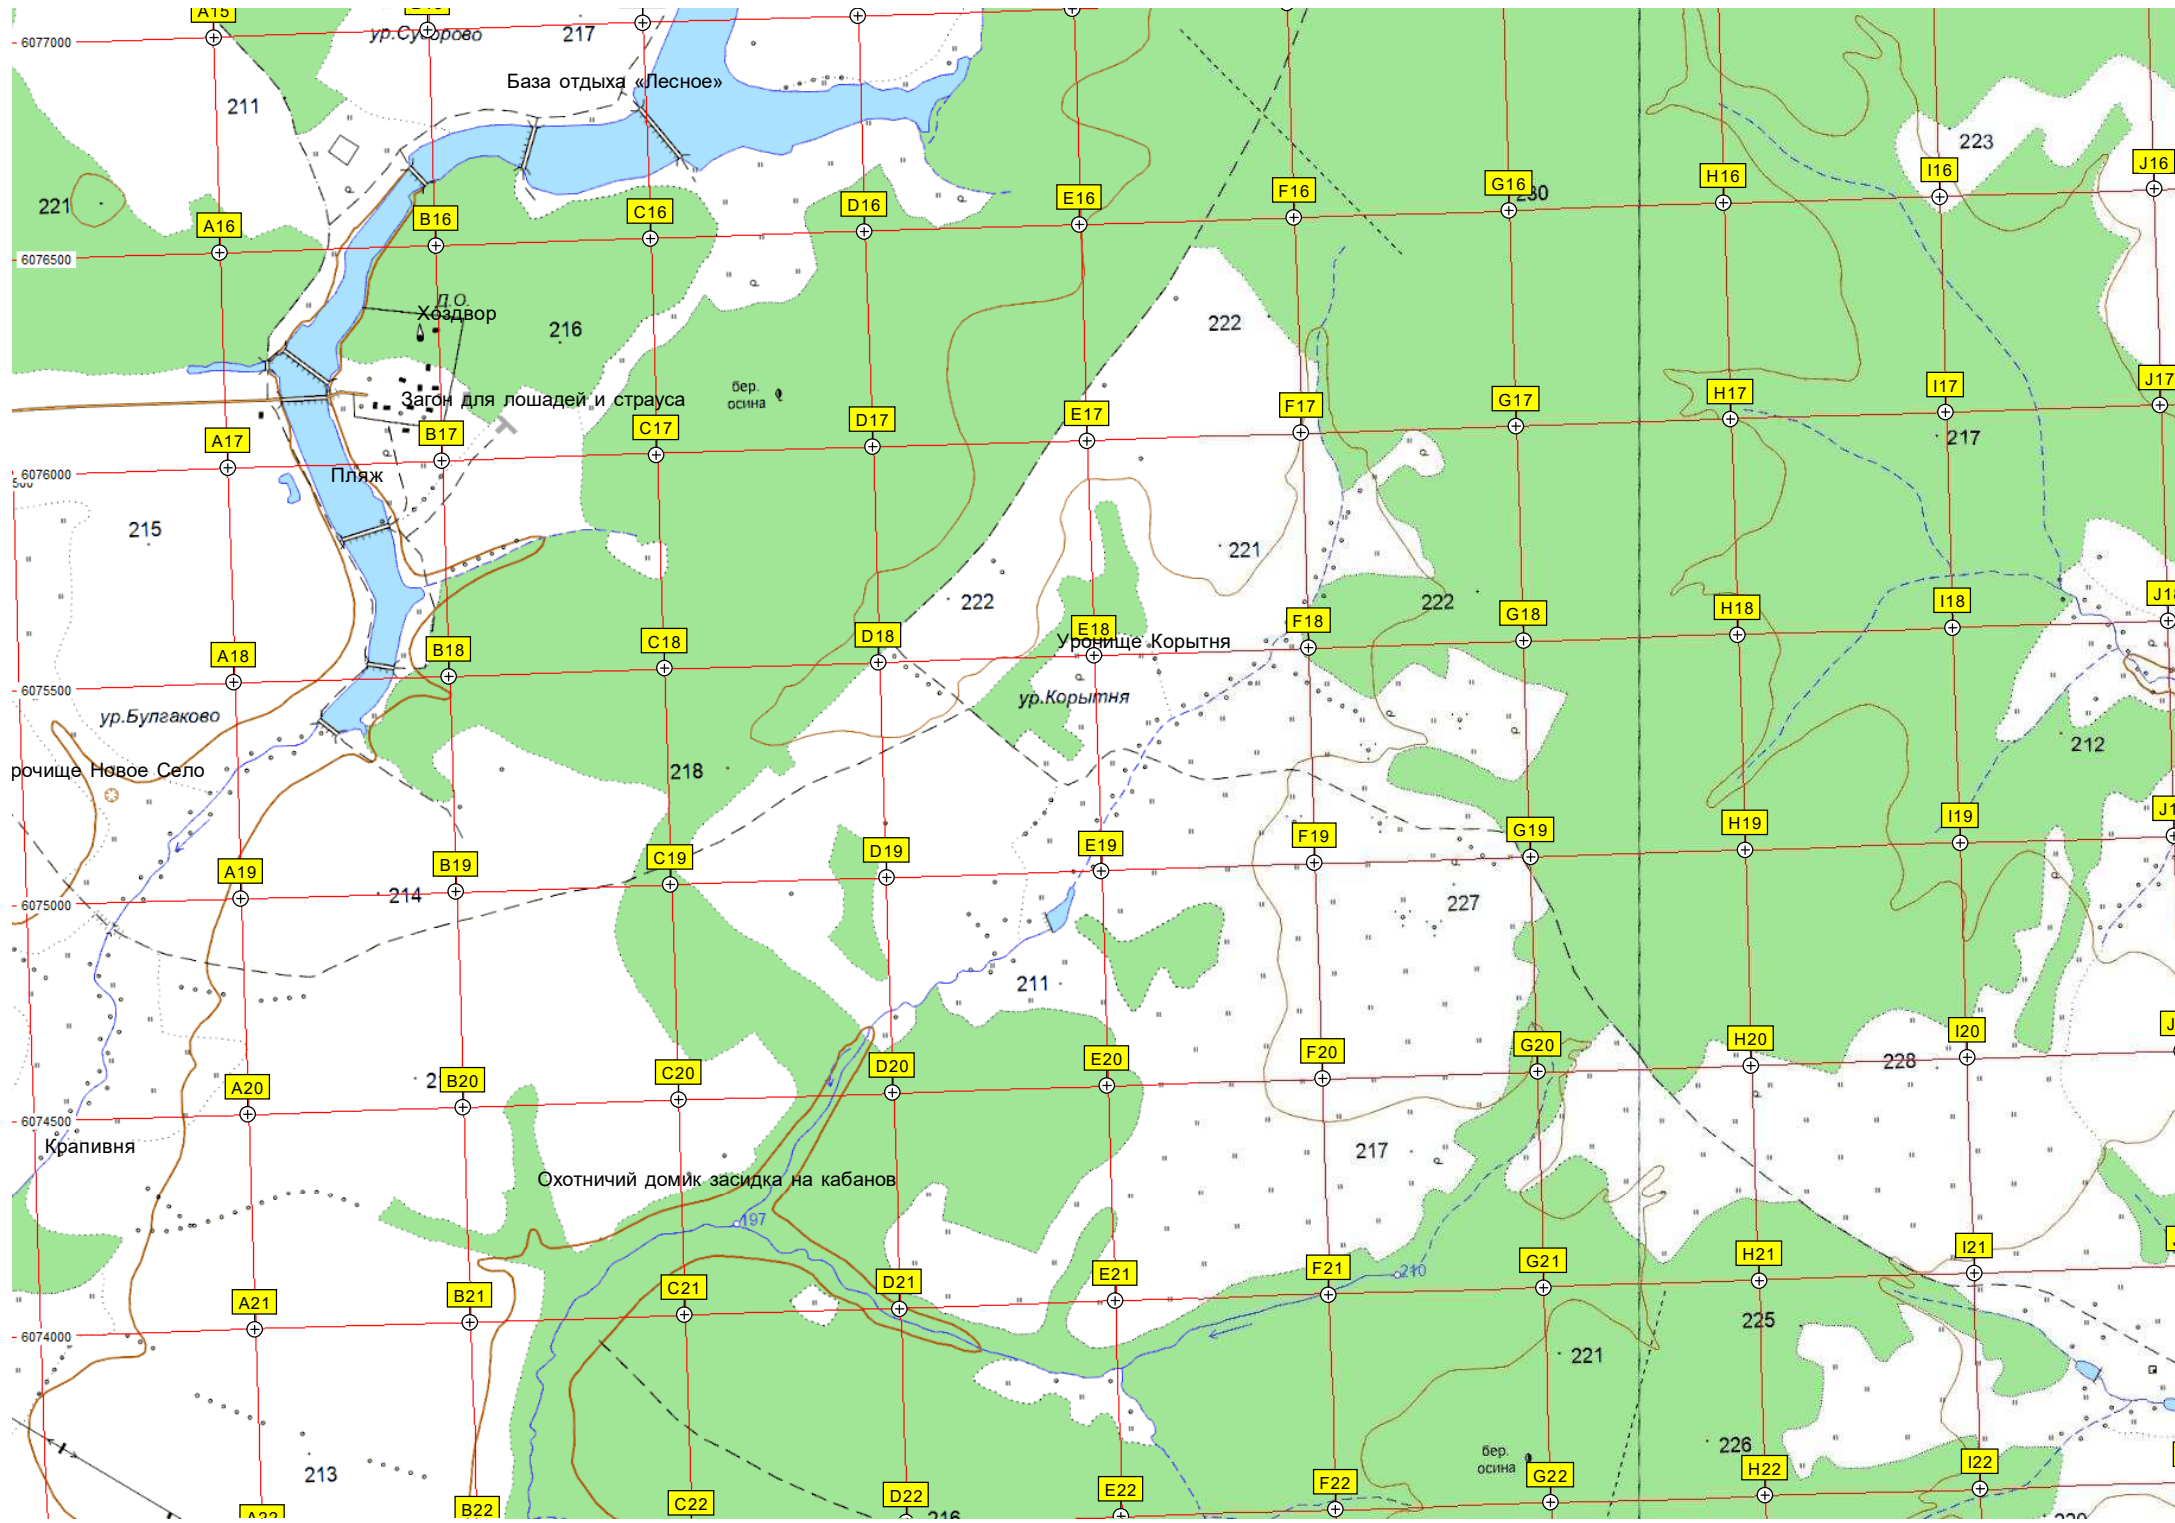 A15
6077000
ур.Суворово
217
База отдыха «Лесное»
211
223
221
A16
B16
C16
D16
E16
F16
G16
230
H16
I16
J16
6076500
Д.О.
Хоздвор
216
222
бер.
осина
Загон для лошадей и страуса
A17
B17
C17
D17
E17
F17
G17
H17
I17
J17
217
6076000
Пляж
215
221
222
222
A18
B18
C18
D18
E18
F18
G18
H18
I18
Урочище Корытня
6075500
ур.Булгаково
ур.Корытня
212
рочище Новое Село
218
A19
B19
C19
D19
E19
F19
G19
H19
I19
214
227
6075000
211
A20
B20
C20
D20
E20
F20
G20
H20
I20
228
6074500
Крапивня
217
Охотничий домик засидка на кабанов
197
210
A21
B21
C21
D21
E21
F21
G21
H21
I21
6074000
225
221
226
бер.
осина
213
A22
B22
C22
D22
E22
F22
G22
H22
I22
216